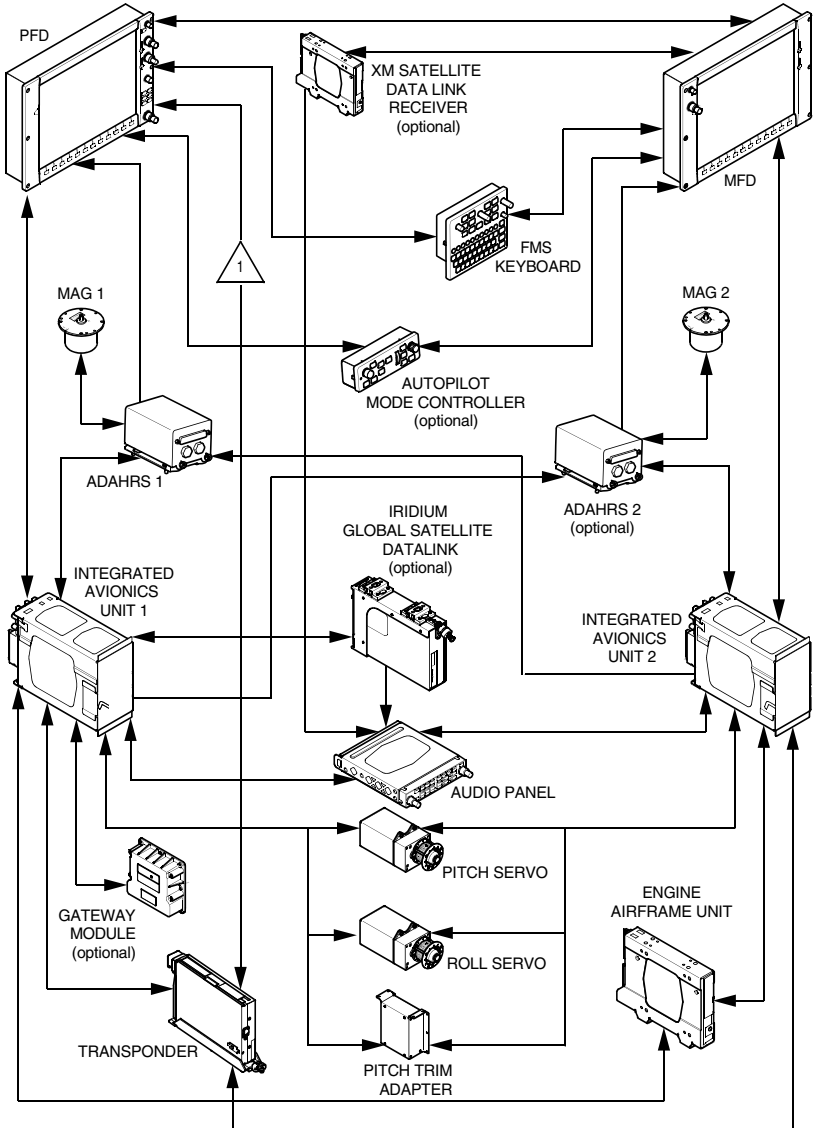 PFD
XM SATELLITE
DATA LINK
RECEIVER
(optional)
MFD
FMS
KEYBOARD
1
MAG 1
MAG 2
AUTOPILOT
MODE CONTROLLER
(optional)
ADAHRS 1
ADAHRS 2
(optional)
IRIDIUM
GLOBAL SATELLITE
DATALINK
(optional)
INTEGRATED
AVIONICS
UNIT 1
INTEGRATED
AVIONICS
UNIT 2
AUDIO PANEL
PITCH SERVO
GATEWAY
MODULE
(optional)
ENGINE
AIRFRAME UNIT
ROLL SERVO
TRANSPONDER
PITCH TRIM
ADAPTER